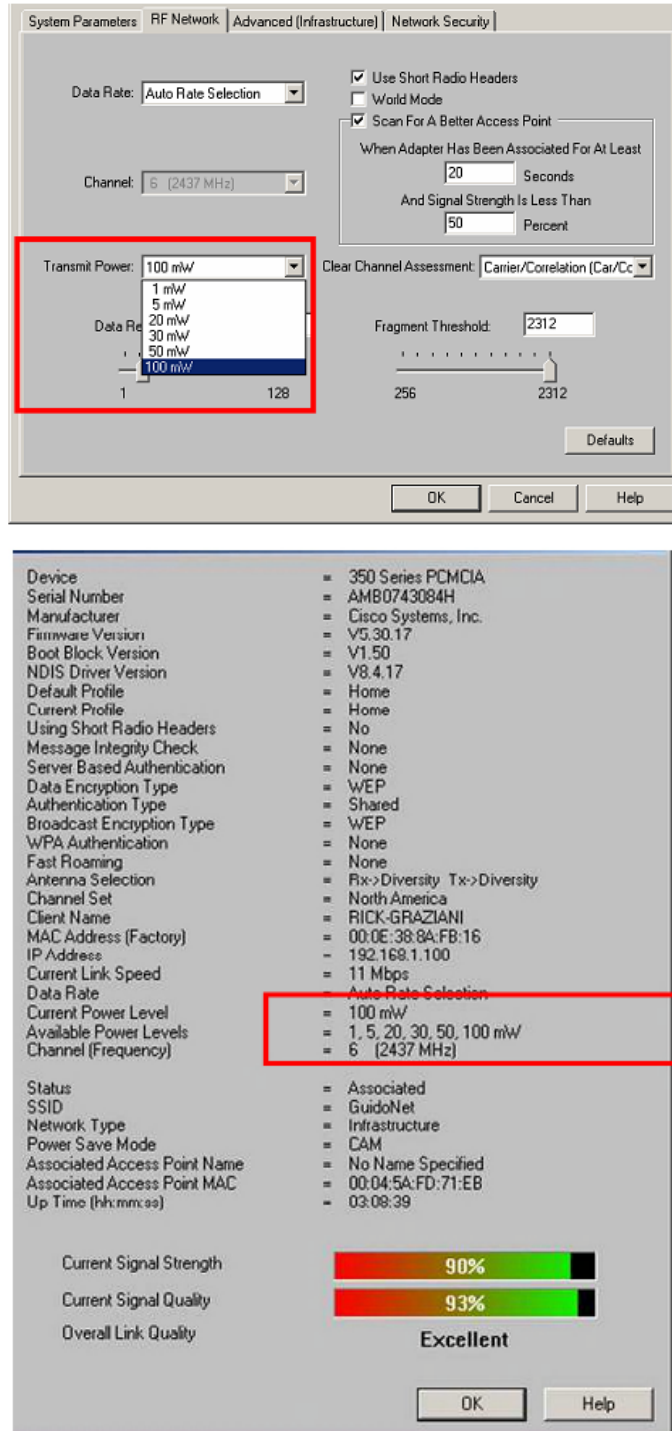 System Parameters RF Network Advanced (Infrastructure) Network Security
Data Rate: Auto Rate Selection
Use Short Radio Headers
World Mode
Scan For A Better Access Point
When Adapter Has Been Associated For At Least
20 Seconds
And Signal Strength Is Less Than
50 Percent
Channel: 6 (2437 MHz)
Transmit Power: 100 mW
1 mW
5 mW
20 mW
30 mW
50 mW
100 mW
Clear Channel Assessment: Carrier/Correlation (Car/Cc
Data Re
1 128
Fragment Threshold: 2312
256 2312
Defaults
OK Cancel Help
Device = 350 Series PCMCIA
Serial Number = AMB0743084H
Manufacturer = Cisco Systems, Inc.
Firmware Version = V5.30.17
Boot Block Version = V1.50
NDIS Driver Version = V8.4.17
Default Profile = Home
Current Profile = Home
Using Short Radio Headers = No
Message Integrity Check = None
Server Based Authentication = None
Data Encryption Type = WEP
Authentication Type = Shared
Broadcast Encryption Type = WEP
WPA Authentication = None
Fast Roaming = None
Antenna Selection = Rx->Diversity Tx->Diversity
Channel Set = North America
Client Name = RICK-GRAZIANI
MAC Address (Factory) = 00:0E:38:8A:FB:16
IP Address = 192.168.1.100
Current Link Speed = 11 Mbps
Data Rate = Auto Rate Selection
Current Power Level = 100 mW
Available Power Levels = 1, 5, 20, 30, 50, 100 mW
Channel (Frequency) = 6 (2437 MHz)
Status = Associated
SSID = GuidoNet
Network Type = Infrastructure
Power Save Mode = CAM
Associated Access Point Name = No Name Specified
Associated Access Point MAC = 00:04:5A:FD:71:EB
Up Time (hh:mm:ss) = 03:08:39
Current Signal Strength 90%
Current Signal Quality 93%
Overall Link Quality Excellent
OK Help